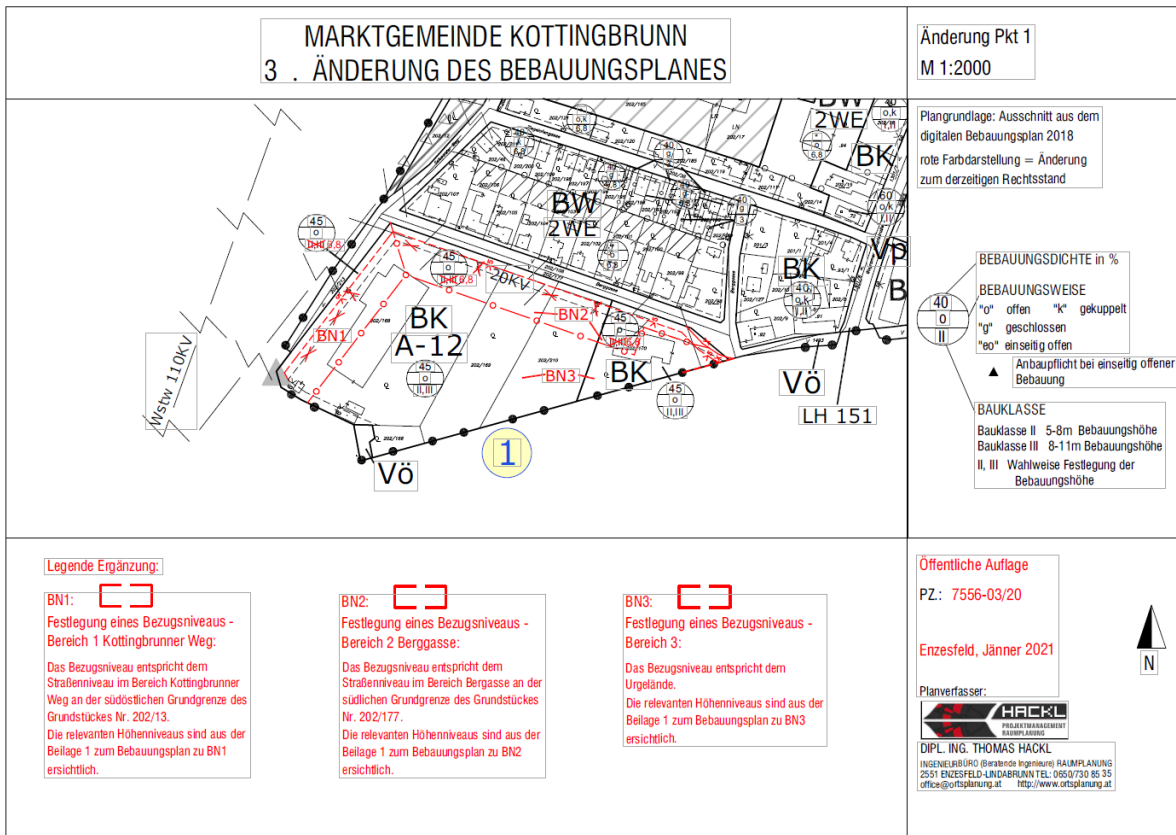 MARKTGEMEINDE KOTTINGBRUNN
3 . ÄNDERUNG DES BEBAUUNGSPLANES
Änderung Pkt 1
M 1:2000
Plangrundlage: Ausschnitt aus dem
digitalen Bebauungsplan 2018
rote Farbdarstellung = Änderung
zum derzeitigen Rechtsstand
BW
2WE
BK
BW
2WE
BK
Vp
B
20KV
BN1
BN2
BN3
BK
A-12
BK
45
o
45
o
45
45
o
II,III
45
o
II,III
Wstw 110KV
Vö
Vö
LH 151
1
BEBAUUNGSDICHTE in %
BEBAUUNGSWEISE
"o" offen "k" gekuppelt
"g" geschlossen
"eo" einseitig offen
Anbaupflicht bei einseitig offener
Bebauung
40
o
II
BAUKLASSE
Bauklasse II 5-8m Bebauungshöhe
Bauklasse III 8-11m Bebauungshöhe
II, III Wahlweise Festlegung der
Bebauungshöhe
Legende Ergänzung:
BN1:
Festlegung eines Bezugsniveaus -
Bereich 1 Kottingbrunner Weg:
Das Bezugsniveau entspricht dem
Straßenniveau im Bereich Kottingbrunner
Weg an der südöstlichen Grundgrenze des
Grundstückes Nr. 202/13.
Die relevanten Höhenniveaus sind aus der
Beilage 1 zum Bebauungsplan zu BN1
ersichtlich.
BN2:
Festlegung eines Bezugsniveaus -
Bereich 2 Berggasse:
Das Bezugsniveau entspricht dem
Straßenniveau im Bereich Bergasse an der
südlichen Grundgrenze des Grundstückes
Nr. 202/177.
Die relevanten Höhenniveaus sind aus der
Beilage 1 zum Bebauungsplan zu BN2
ersichtlich.
BN3:
Festlegung eines Bezugsniveaus -
Bereich 3:
Das Bezugsniveau entspricht dem
Urgelände.
Die relevanten Höhenniveaus sind aus der
Beilage 1 zum Bebauungsplan zu BN3
ersichtlich.
Öffentliche Auflage
PZ.: 7556-03/20
Enzesfeld, Jänner 2021
N
Planverfasser:
HACKL
PROJEKTMANAGEMENT
RAUMPLANUNG
DIPL. ING. THOMAS HACKL
INGENIEURBÜRO (Beratende Ingenieure) RAUMPLANUNG
2551 ENZESFELD-LINDABRUNN TEL: 0650/730 85 35
office@ortsplanung.at http://www.ortsplanung.at